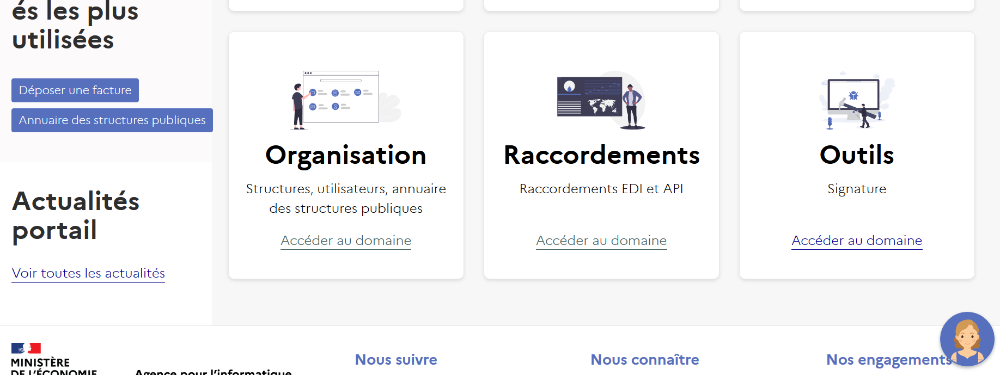 és les plus
utilisées
Déposer une facture
Annuaire des structures publiques
Actualités
portail
Voir toutes les actualités
Organisation
Structures, utilisateurs, annuaire
des structures publiques
Accéder au domaine
Raccordements
Raccordements EDI et API
Accéder au domaine
Outils
Signature
Accéder au domaine
MINISTÈRE
DE L'ÉCONOMIE
Agence pour l'informatique
Nous suivre
Nous connaître
Nos engagements